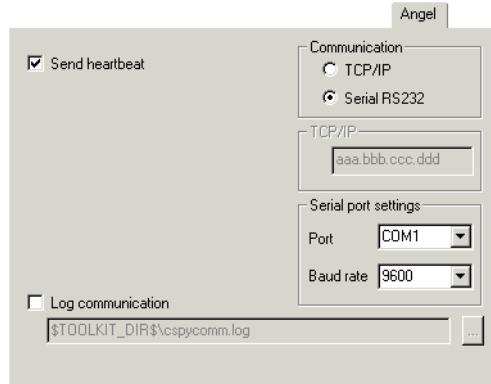 Angel
Send heartbeat
Communication
TCP/IP
Serial RS232
TCP/IP
aaa.bbb.ccc.ddd
Serial port settings
Port COM1
Baud rate 9600
Log communication
$TOOLKIT_DIR$\cspycomm.log
...